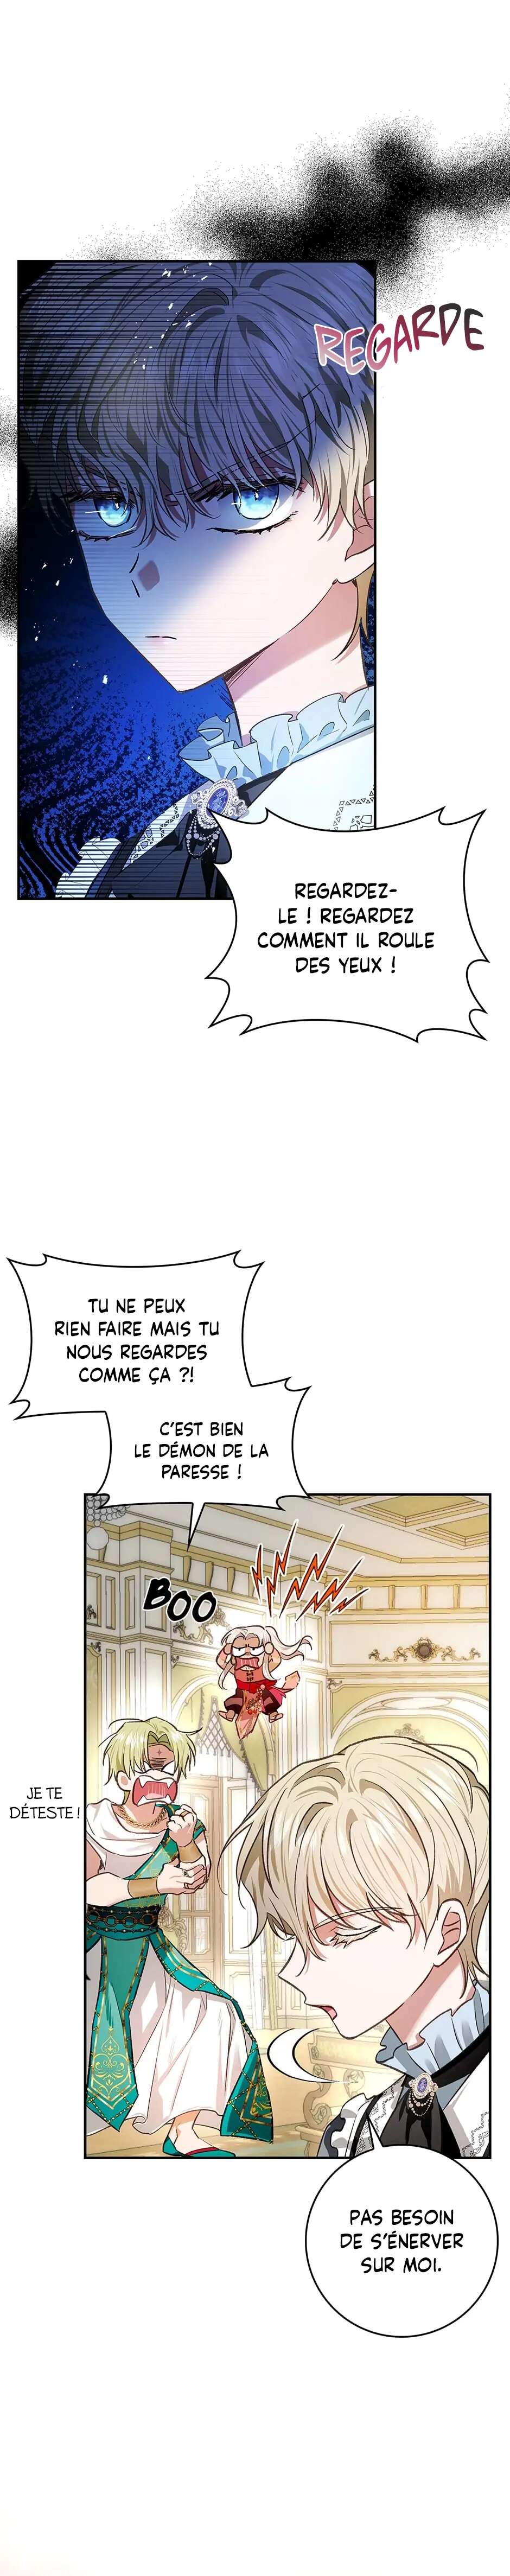 REGARDE
REGARDEZ-
LE ! REGARDEZ
COMMENT IL ROULE
DES YEUX !
TU NE PEUX
RIEN FAIRE MAIS TU
NOUS REGARDES
COMME ÇA ?!
C'EST BIEN
LE DÉMON DE LA
PARESSE !
BOO
JE TE
DÉTESTE !
PAS BESOIN
DE S'ÉNERVER
SUR MOI.